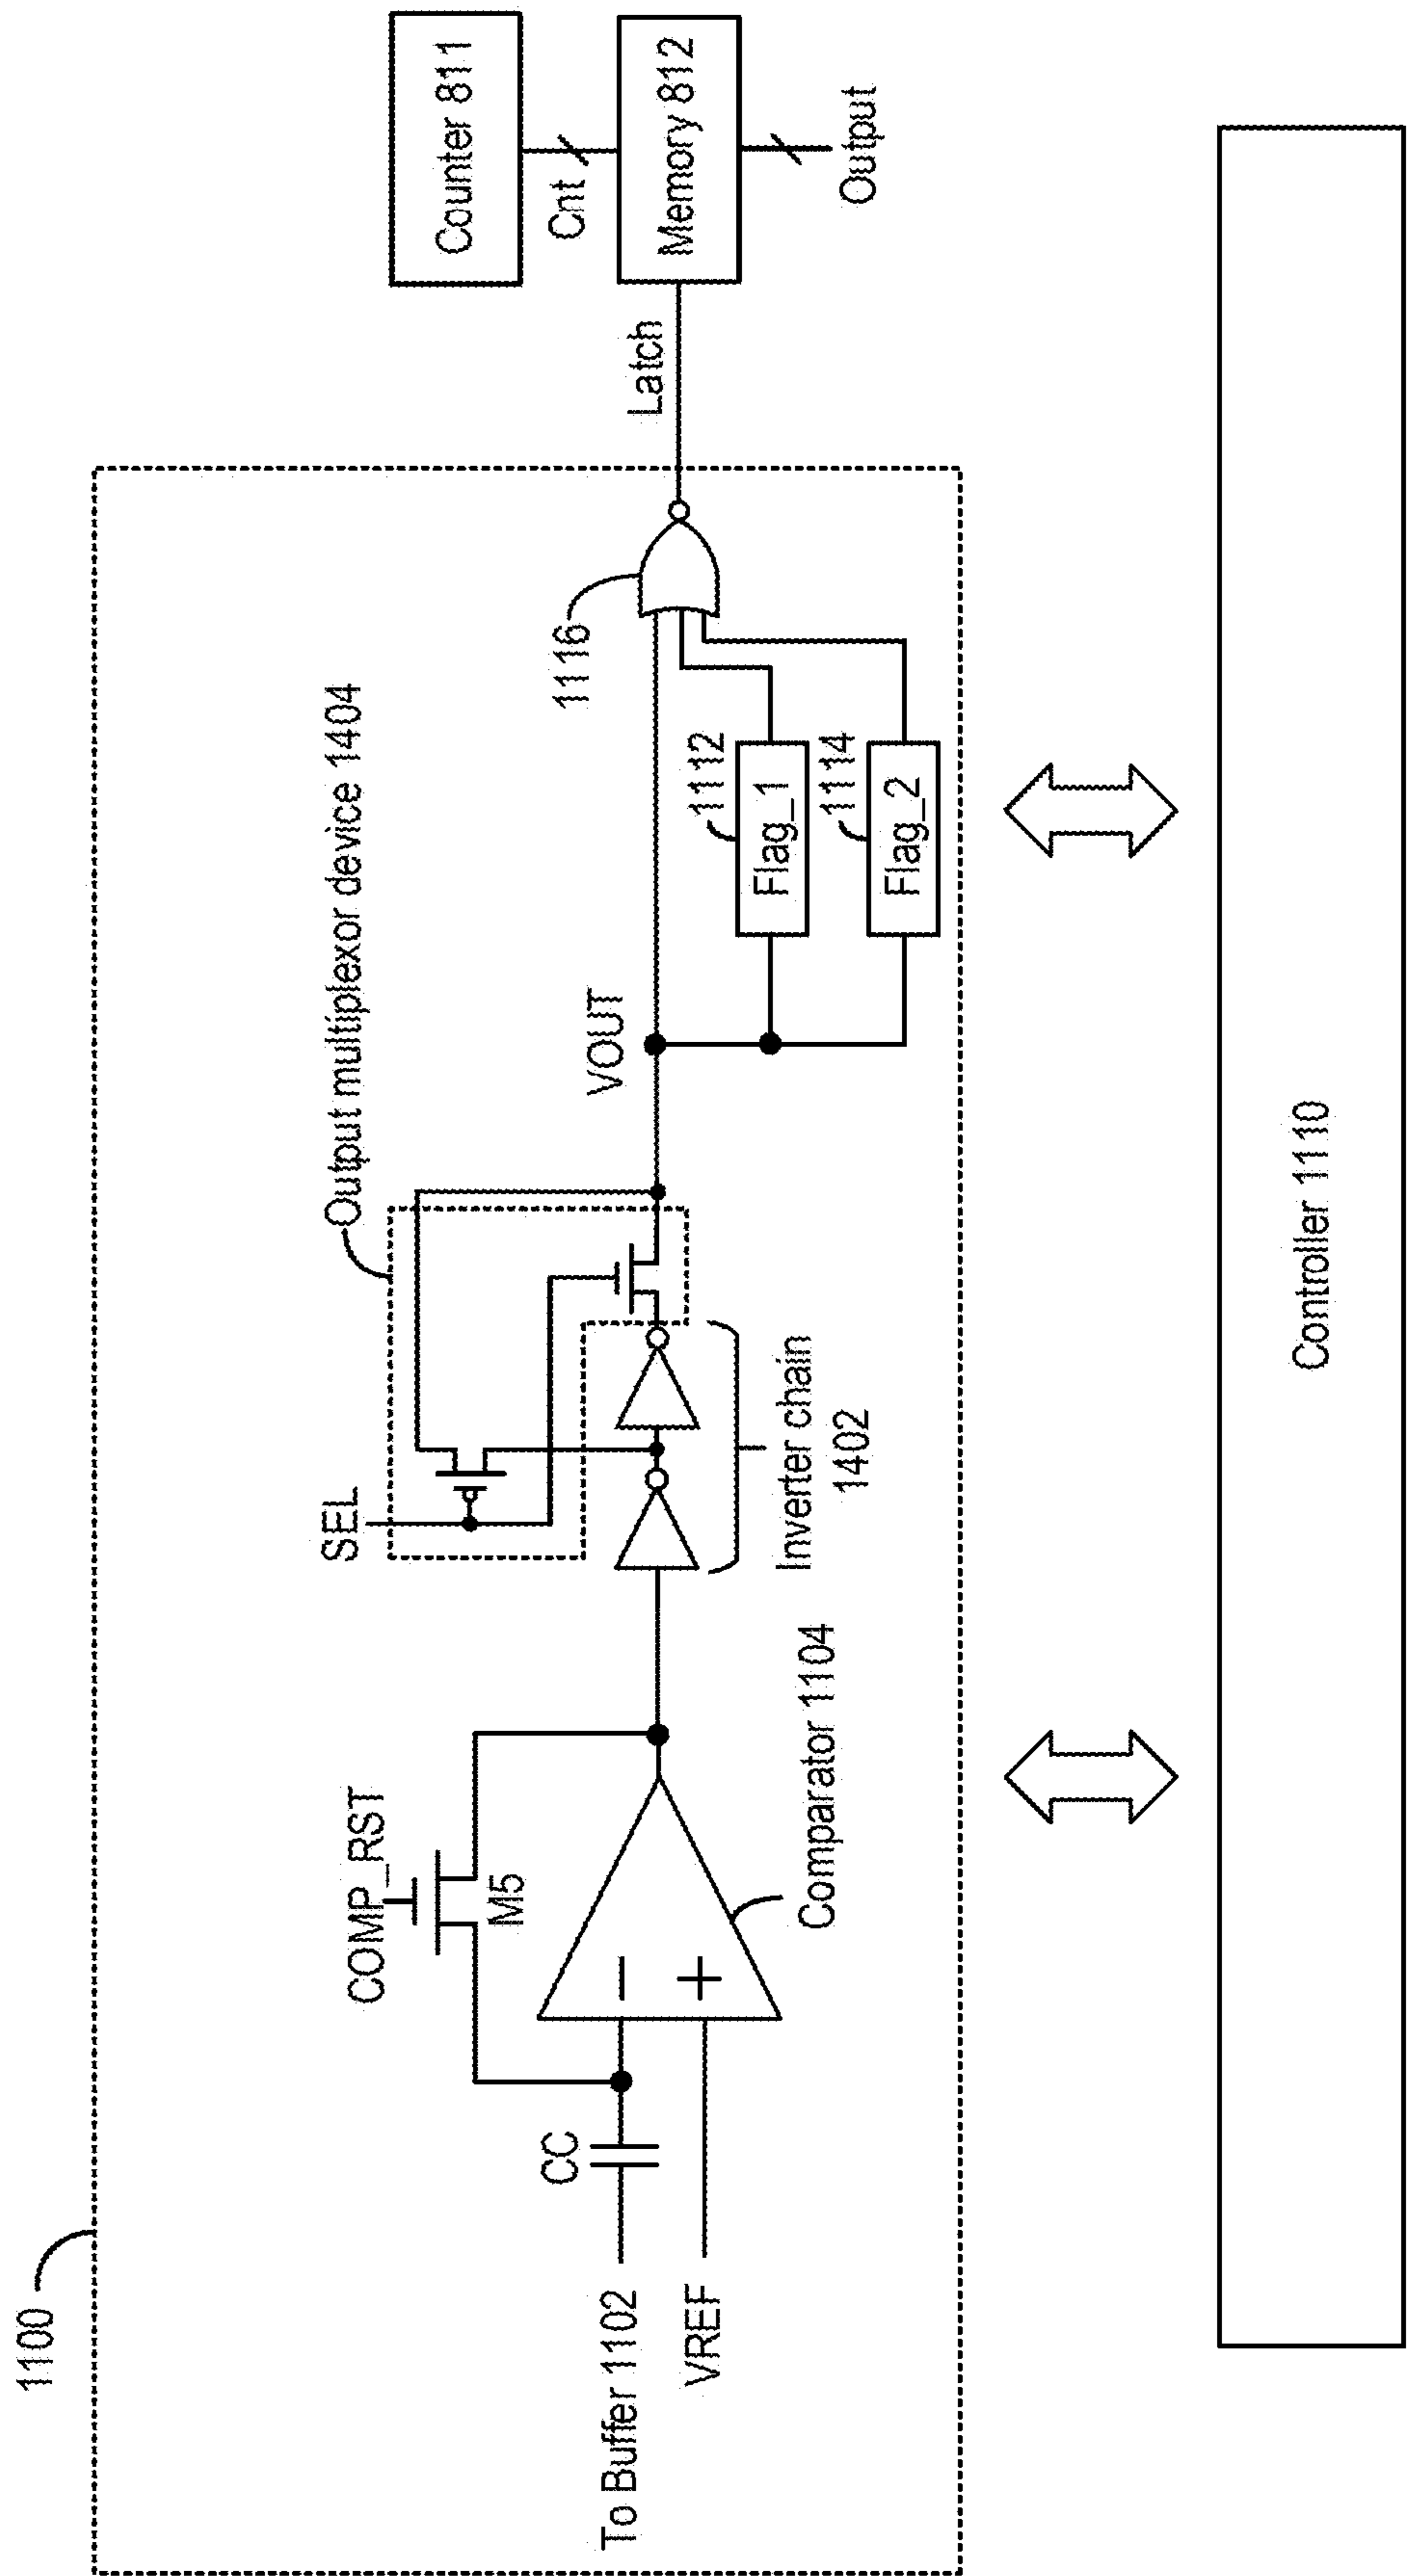 1100
To Buffer 1102
VREF
CC
COMP_RST
M5
−
+
Comparator 1104
SEL
Output multiplexor device 1404
Inverter chain
1402
VOUT
1112
Flag_1
1114
Flag_2
1116
Latch
Counter 811
Cnt
Memory 812
Output
Controller 1110